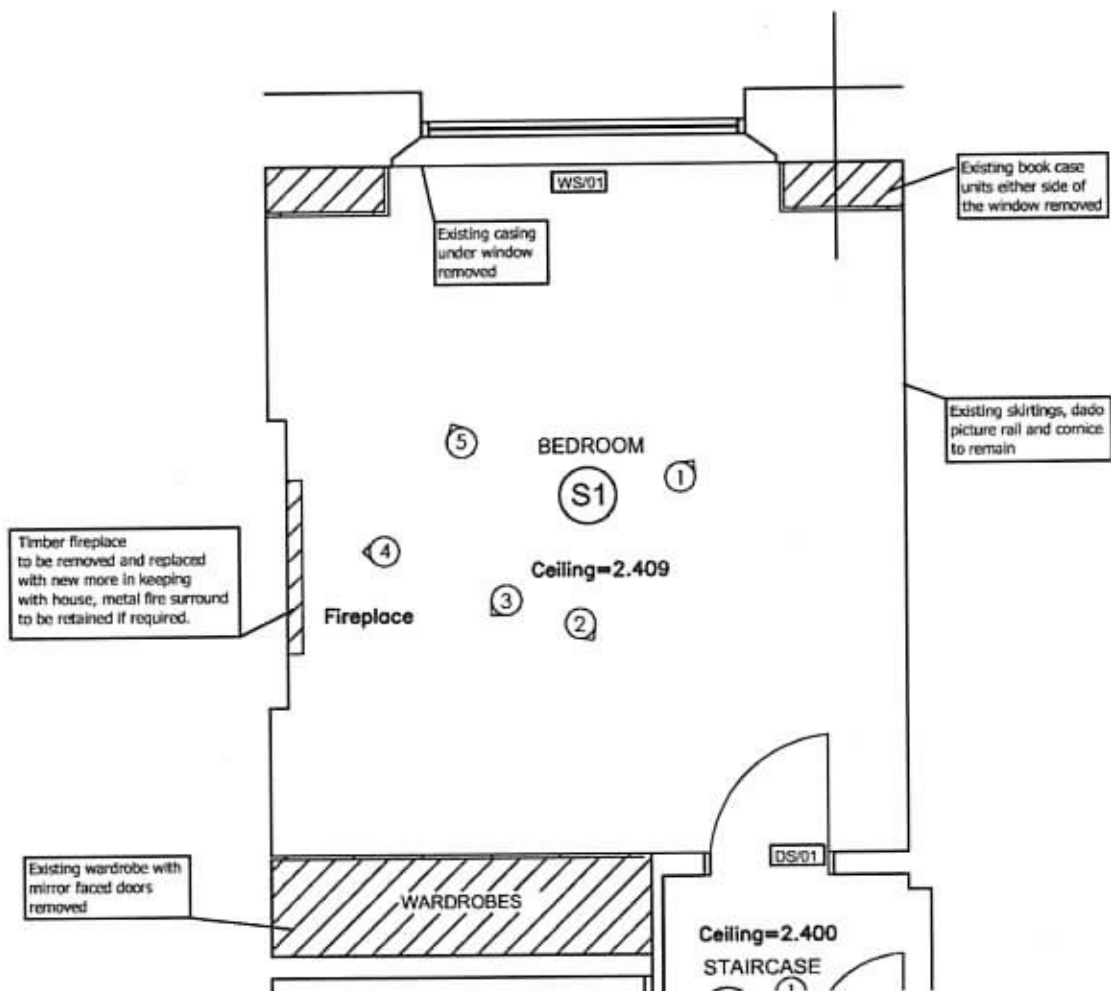 WS/01
Existing book case
units either side of
the window removed
Existing casing
under window
removed
Existing skirtings, dado
picture rail and cornice
to remain
5
BEDROOM
1
S1
4
Ceiling=2.409
Timber fireplace
to be removed and replaced
with new more in keeping
with house, metal fire surround
to be retained if required.
3
Fireplace
2
DS/01
Existing wardrobe with
mirror faced doors
removed
WARDROBES
Ceiling=2.400
STAIRCASE
1